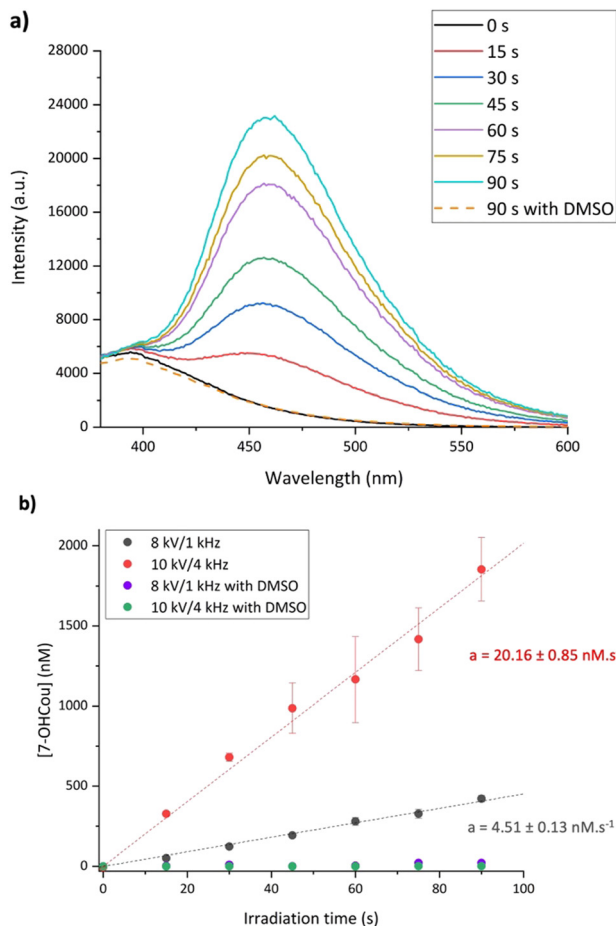 a)
28000
24000
20000
16000
12000
8000
4000
0
Intensity (a.u.)
400
450
500
550
600
Wavelength (nm)
0 s
15 s
30 s
45 s
60 s
75 s
90 s
90 s with DMSO
b)
8 kV/1 kHz
10 kV/4 kHz
8 kV/1 kHz with DMSO
10 kV/4 kHz with DMSO
2000
1500
1000
500
0
[7-OHCou] (nM)
a = 20.16 ± 0.85 nM.s
a = 4.51 ± 0.13 nM.s⁻¹
0
20
40
60
80
100
Irradiation time (s)